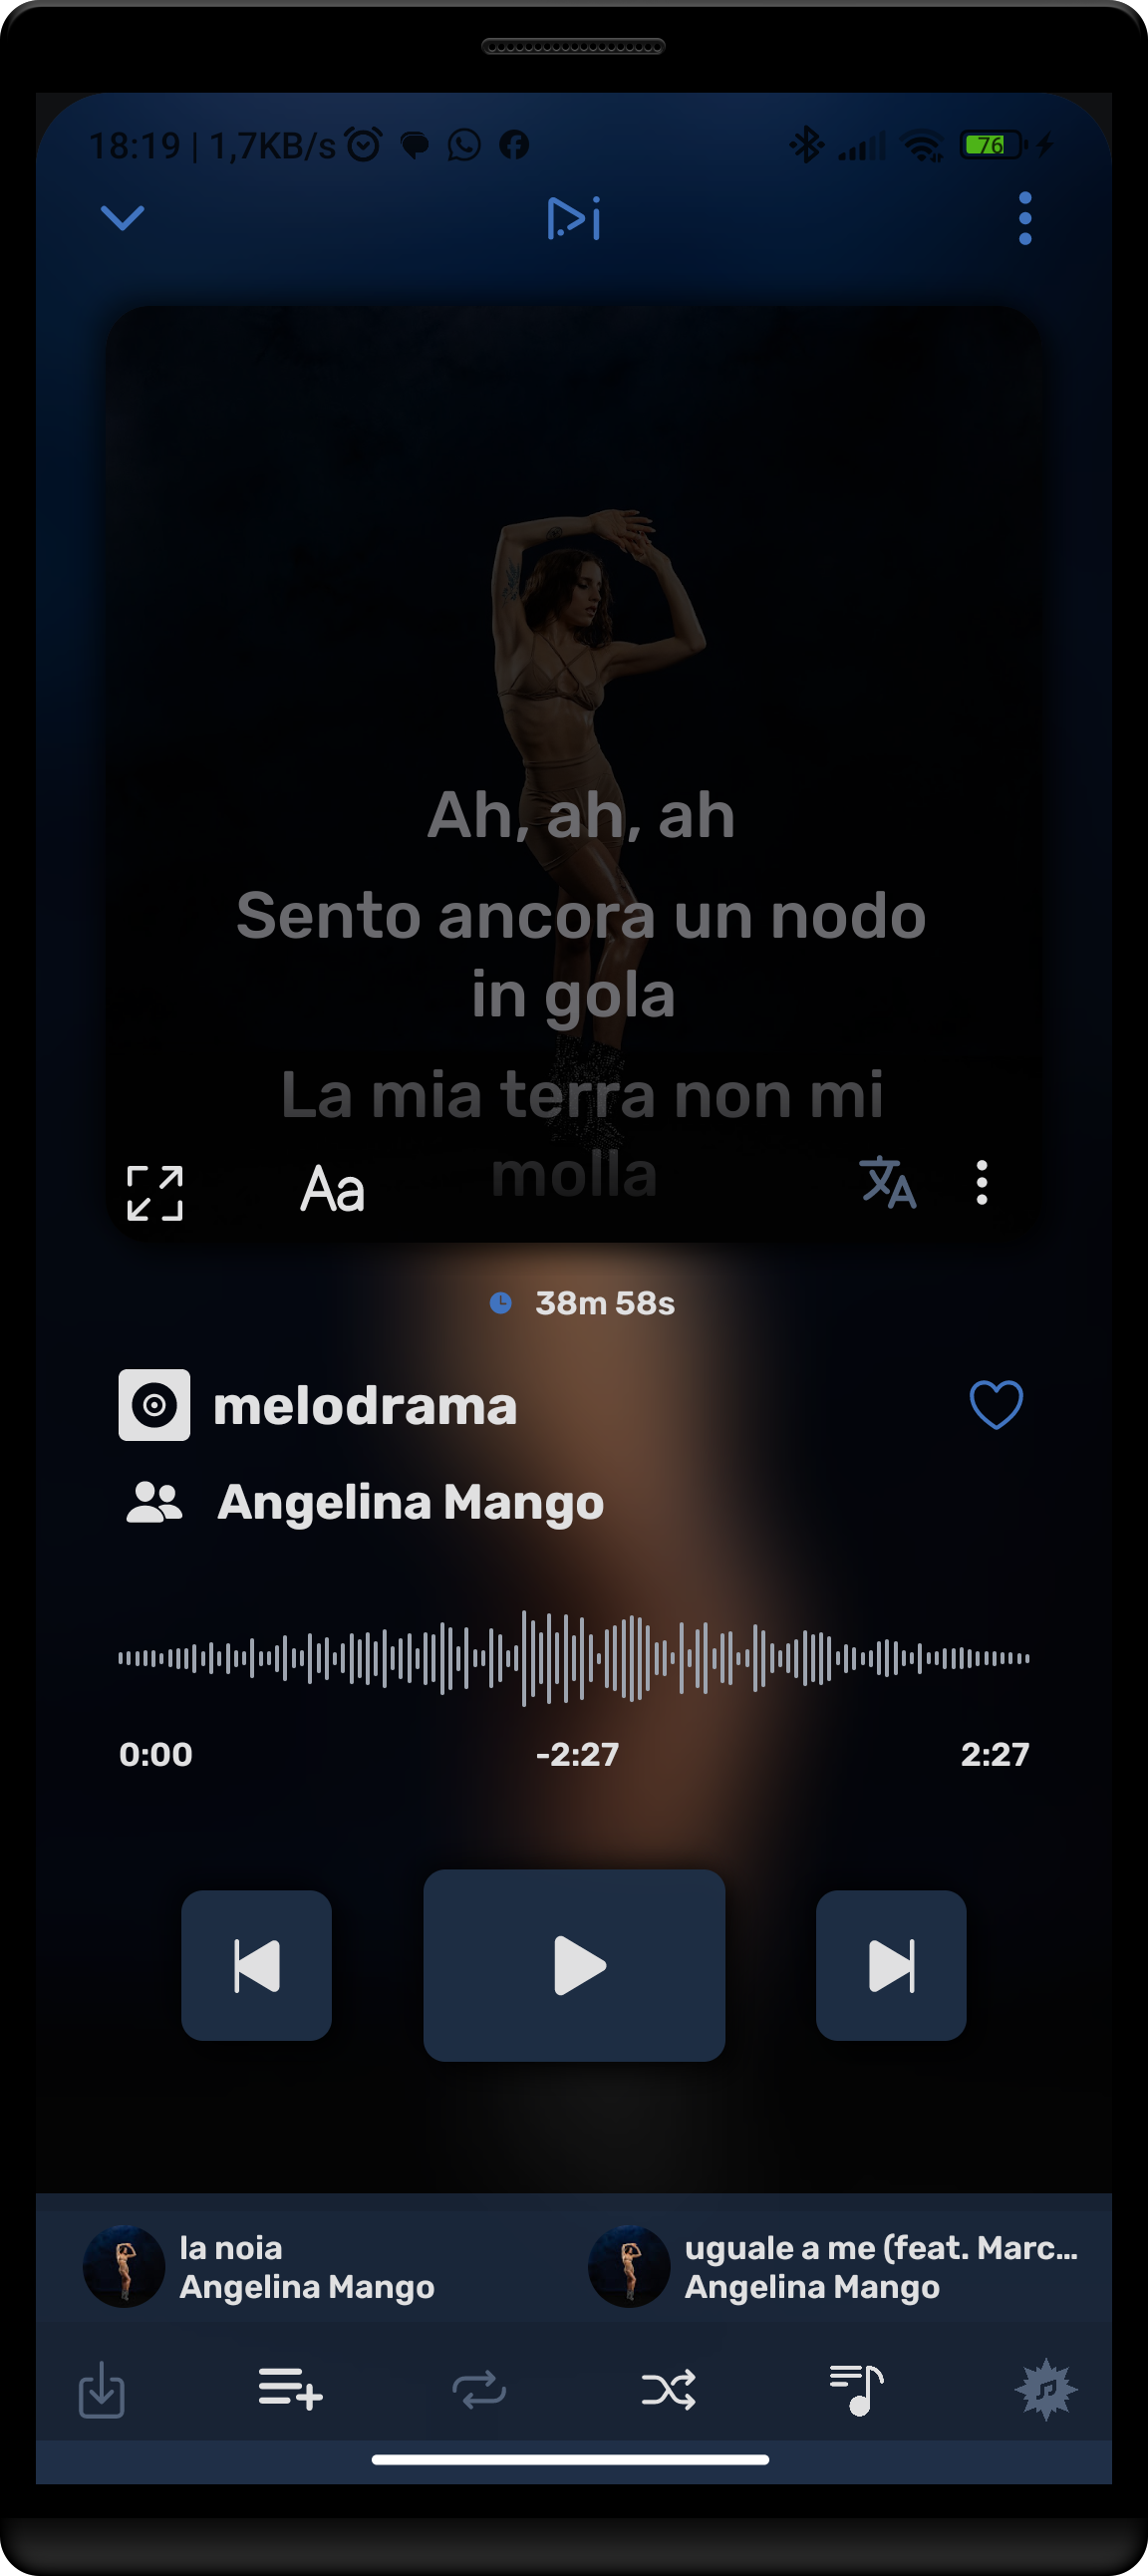 18:19 | 1,7KB/s
76
Ah, ah, ah
Sento ancora un nodo
in gola
La mia terra non mi
molla
Aa
38m 58s
melodrama
Angelina Mango
0:00 -2:27 2:27
la noia
Angelina Mango
uguale a me (feat. Marc...
Angelina Mango